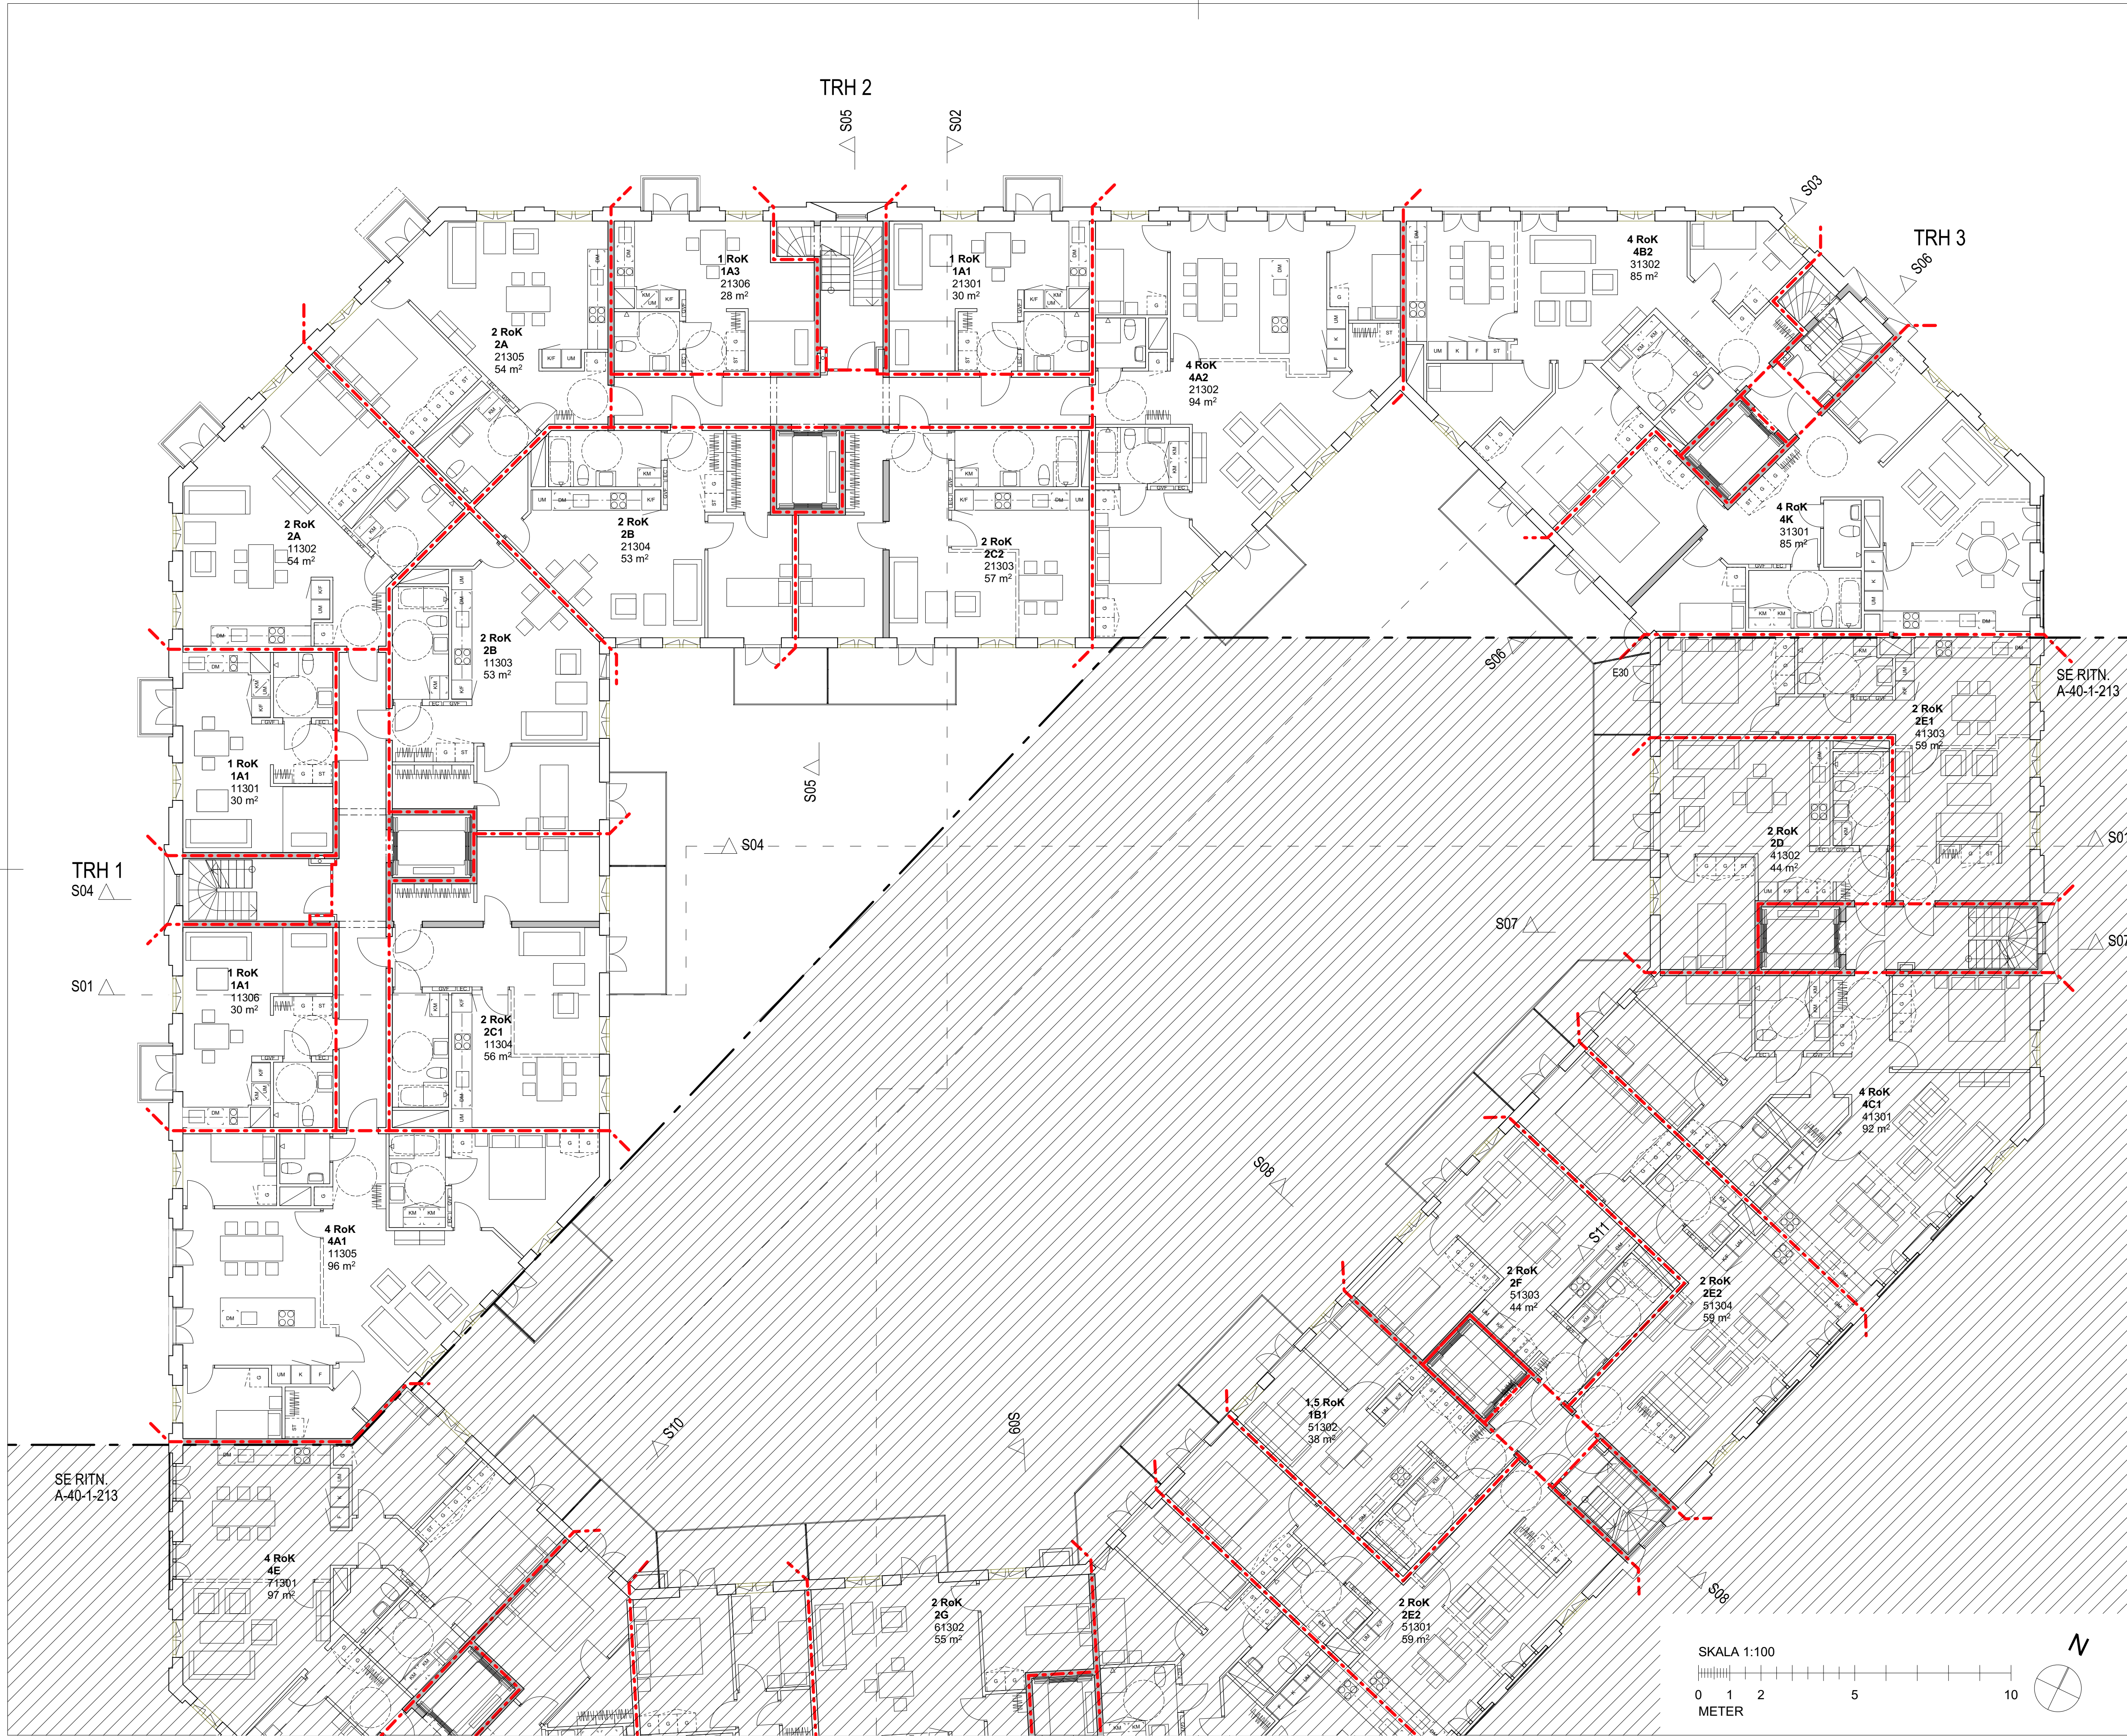 TRH 2
S05
S02
S03
TRH 3
S06
1 RoK
1A3
21306
28 m²
1 RoK
1A1
21301
30 m²
4 RoK
4B2
31302
85 m²
2 RoK
2A
21305
54 m²
4 RoK
4A2
21302
94 m²
2 RoK
2A
11302
54 m²
2 RoK
2B
21304
53 m²
2 RoK
2C2
21303
57 m²
4 RoK
4K
31301
85 m²
2 RoK
2B
11303
53 m²
S06
E30
SE RITN.
A-40-1-213
2 RoK
2E1
41303
59 m²
1 RoK
1A1
11301
30 m²
S05
S04
2 RoK
2D
41302
44 m²
S01
TRH 1
S04
S07
S07
1 RoK
1A1
11306
30 m²
S01
2 RoK
2C1
11304
56 m²
4 RoK
4C1
41301
92 m²
S08
4 RoK
4A1
11305
96 m²
S11
2 RoK
2F
51303
44 m²
2 RoK
2E2
51304
59 m²
1,5 RoK
1B1
51302
38 m²
S10
S09
SE RITN.
A-40-1-213
4 RoK
4E
71301
97 m²
2 RoK
2G
61302
55 m²
2 RoK
2E2
51301
59 m²
S08
SKALA 1:100
0 1 2 5 10
METER
N